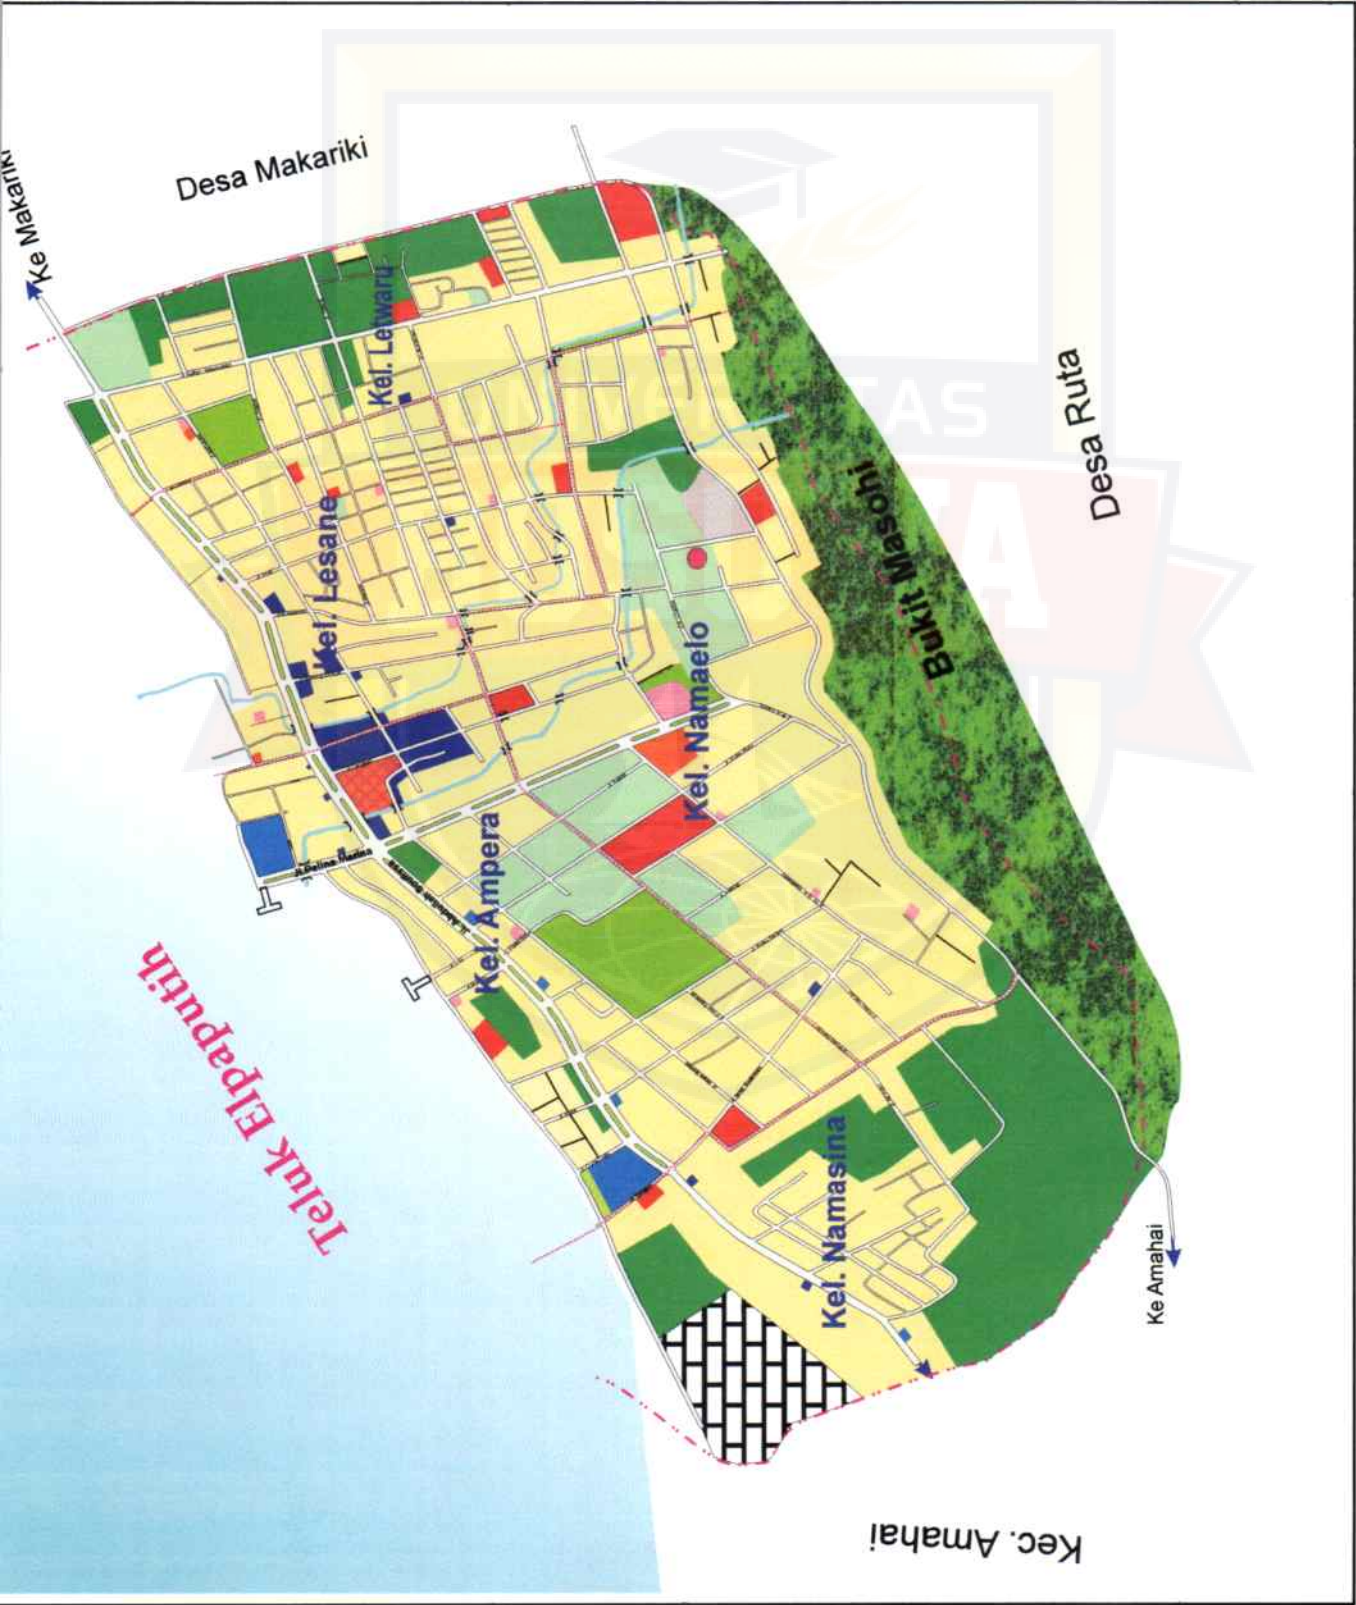 Desa Makariki
Ke Makariki
Kel. Letwaru
UNIVERSITAS
Desa Ruta
Bukit Masohi
Kel. Lesane
Kel. Namaelo
Kel. Ampera
Teluk Elpaputih
Kel. Namasina
Ke Amahai
Kec. Amahai